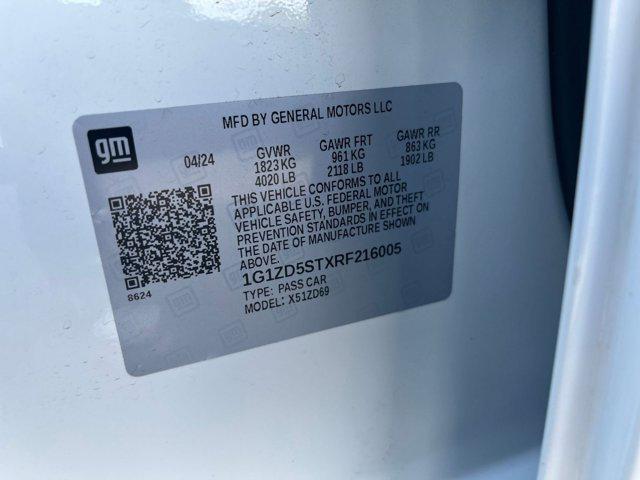 MFD BY GENERAL MOTORS LLC
gm
04/24
GVWR
1823 KG
4020 LB
GAWR FRT
961 KG
2118 LB
GAWR RR
863 KG
1902 LB
THIS VEHICLE CONFORMS TO ALL
APPLICABLE U.S. FEDERAL MOTOR
VEHICLE SAFETY, BUMPER, AND THEFT
PREVENTION STANDARDS IN EFFECT ON
THE DATE OF MANUFACTURE SHOWN
ABOVE.
1G1ZD5STXRF216005
TYPE: PASS CAR
MODEL: X51ZD69
8624